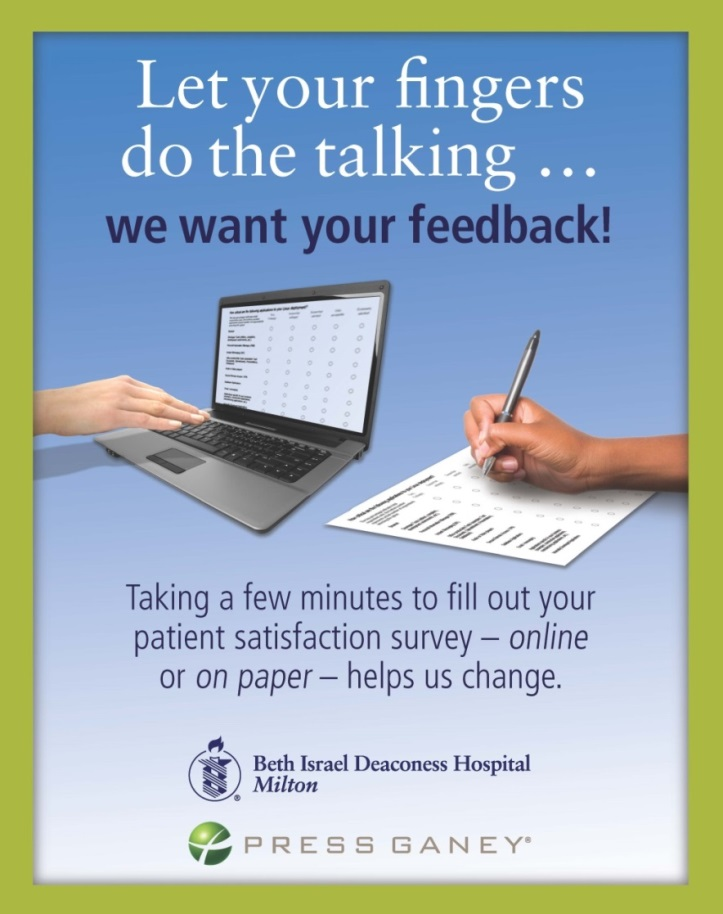 Let your fingers
do the talking ...
we want your feedback!
Taking a few minutes to fill out your
patient satisfaction survey – online
or on paper – helps us change.
Beth Israel Deaconess Hospital
Milton
PRESS GANEY®